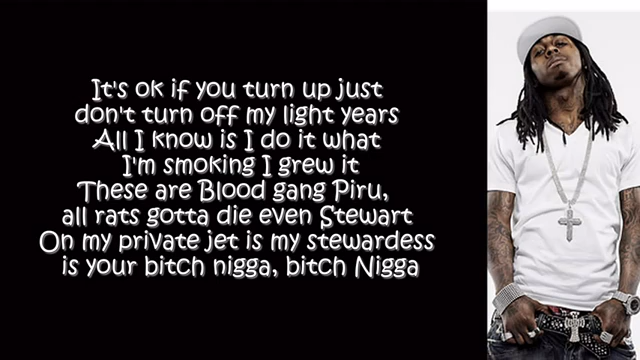 It's ok if you turn up just
don't turn off my light years
All I know is I do it what
I'm smoking I grew it
These are Blood gang Piru,
all rats gotta die even Stewart
On my private jet is my stewardess
is your bitch nigga, bitch Nigga